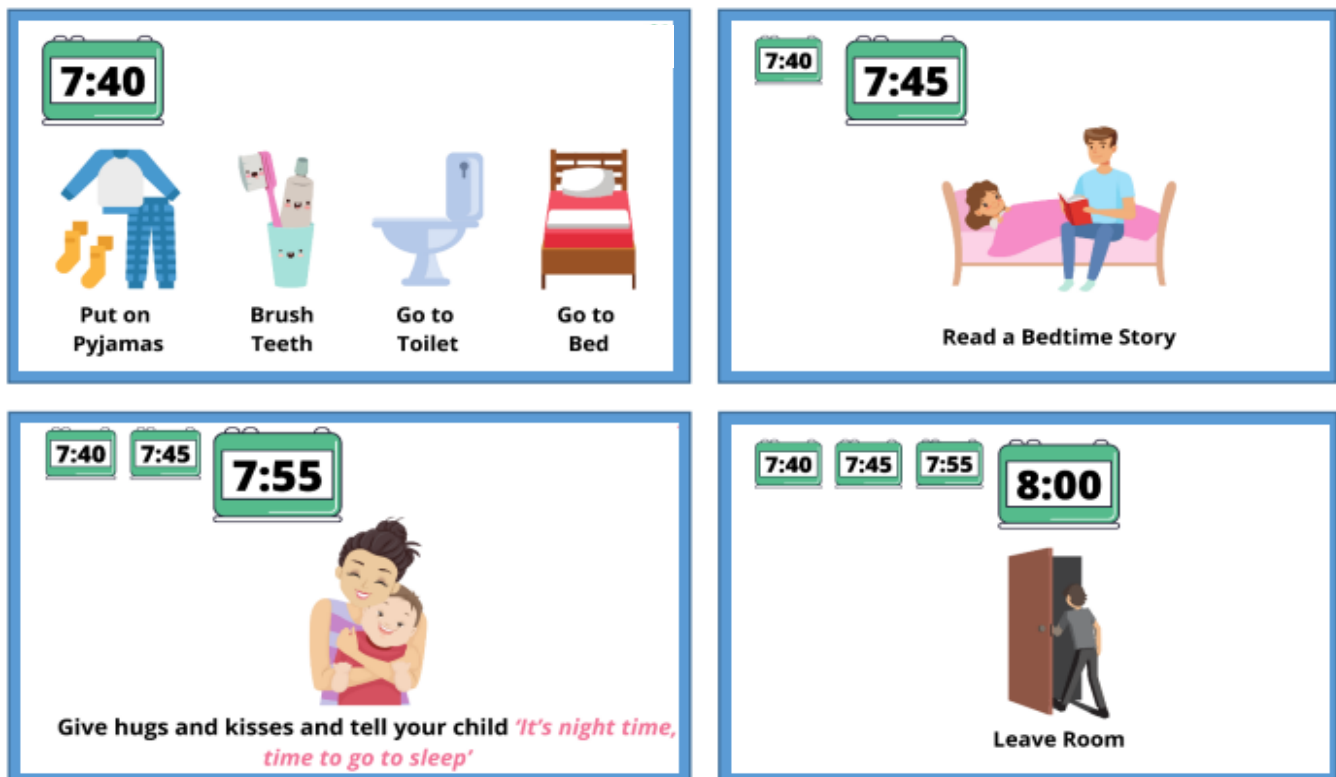 7:40
Put on
Pyjamas
Brush
Teeth
Go to
Toilet
Go to
Bed
7:40
7:45
Read a Bedtime Story
7:40
7:45
7:55
Give hugs and kisses and tell your child 'It's night time,
time to go to sleep'
7:40
7:45
7:55
8:00
Leave Room